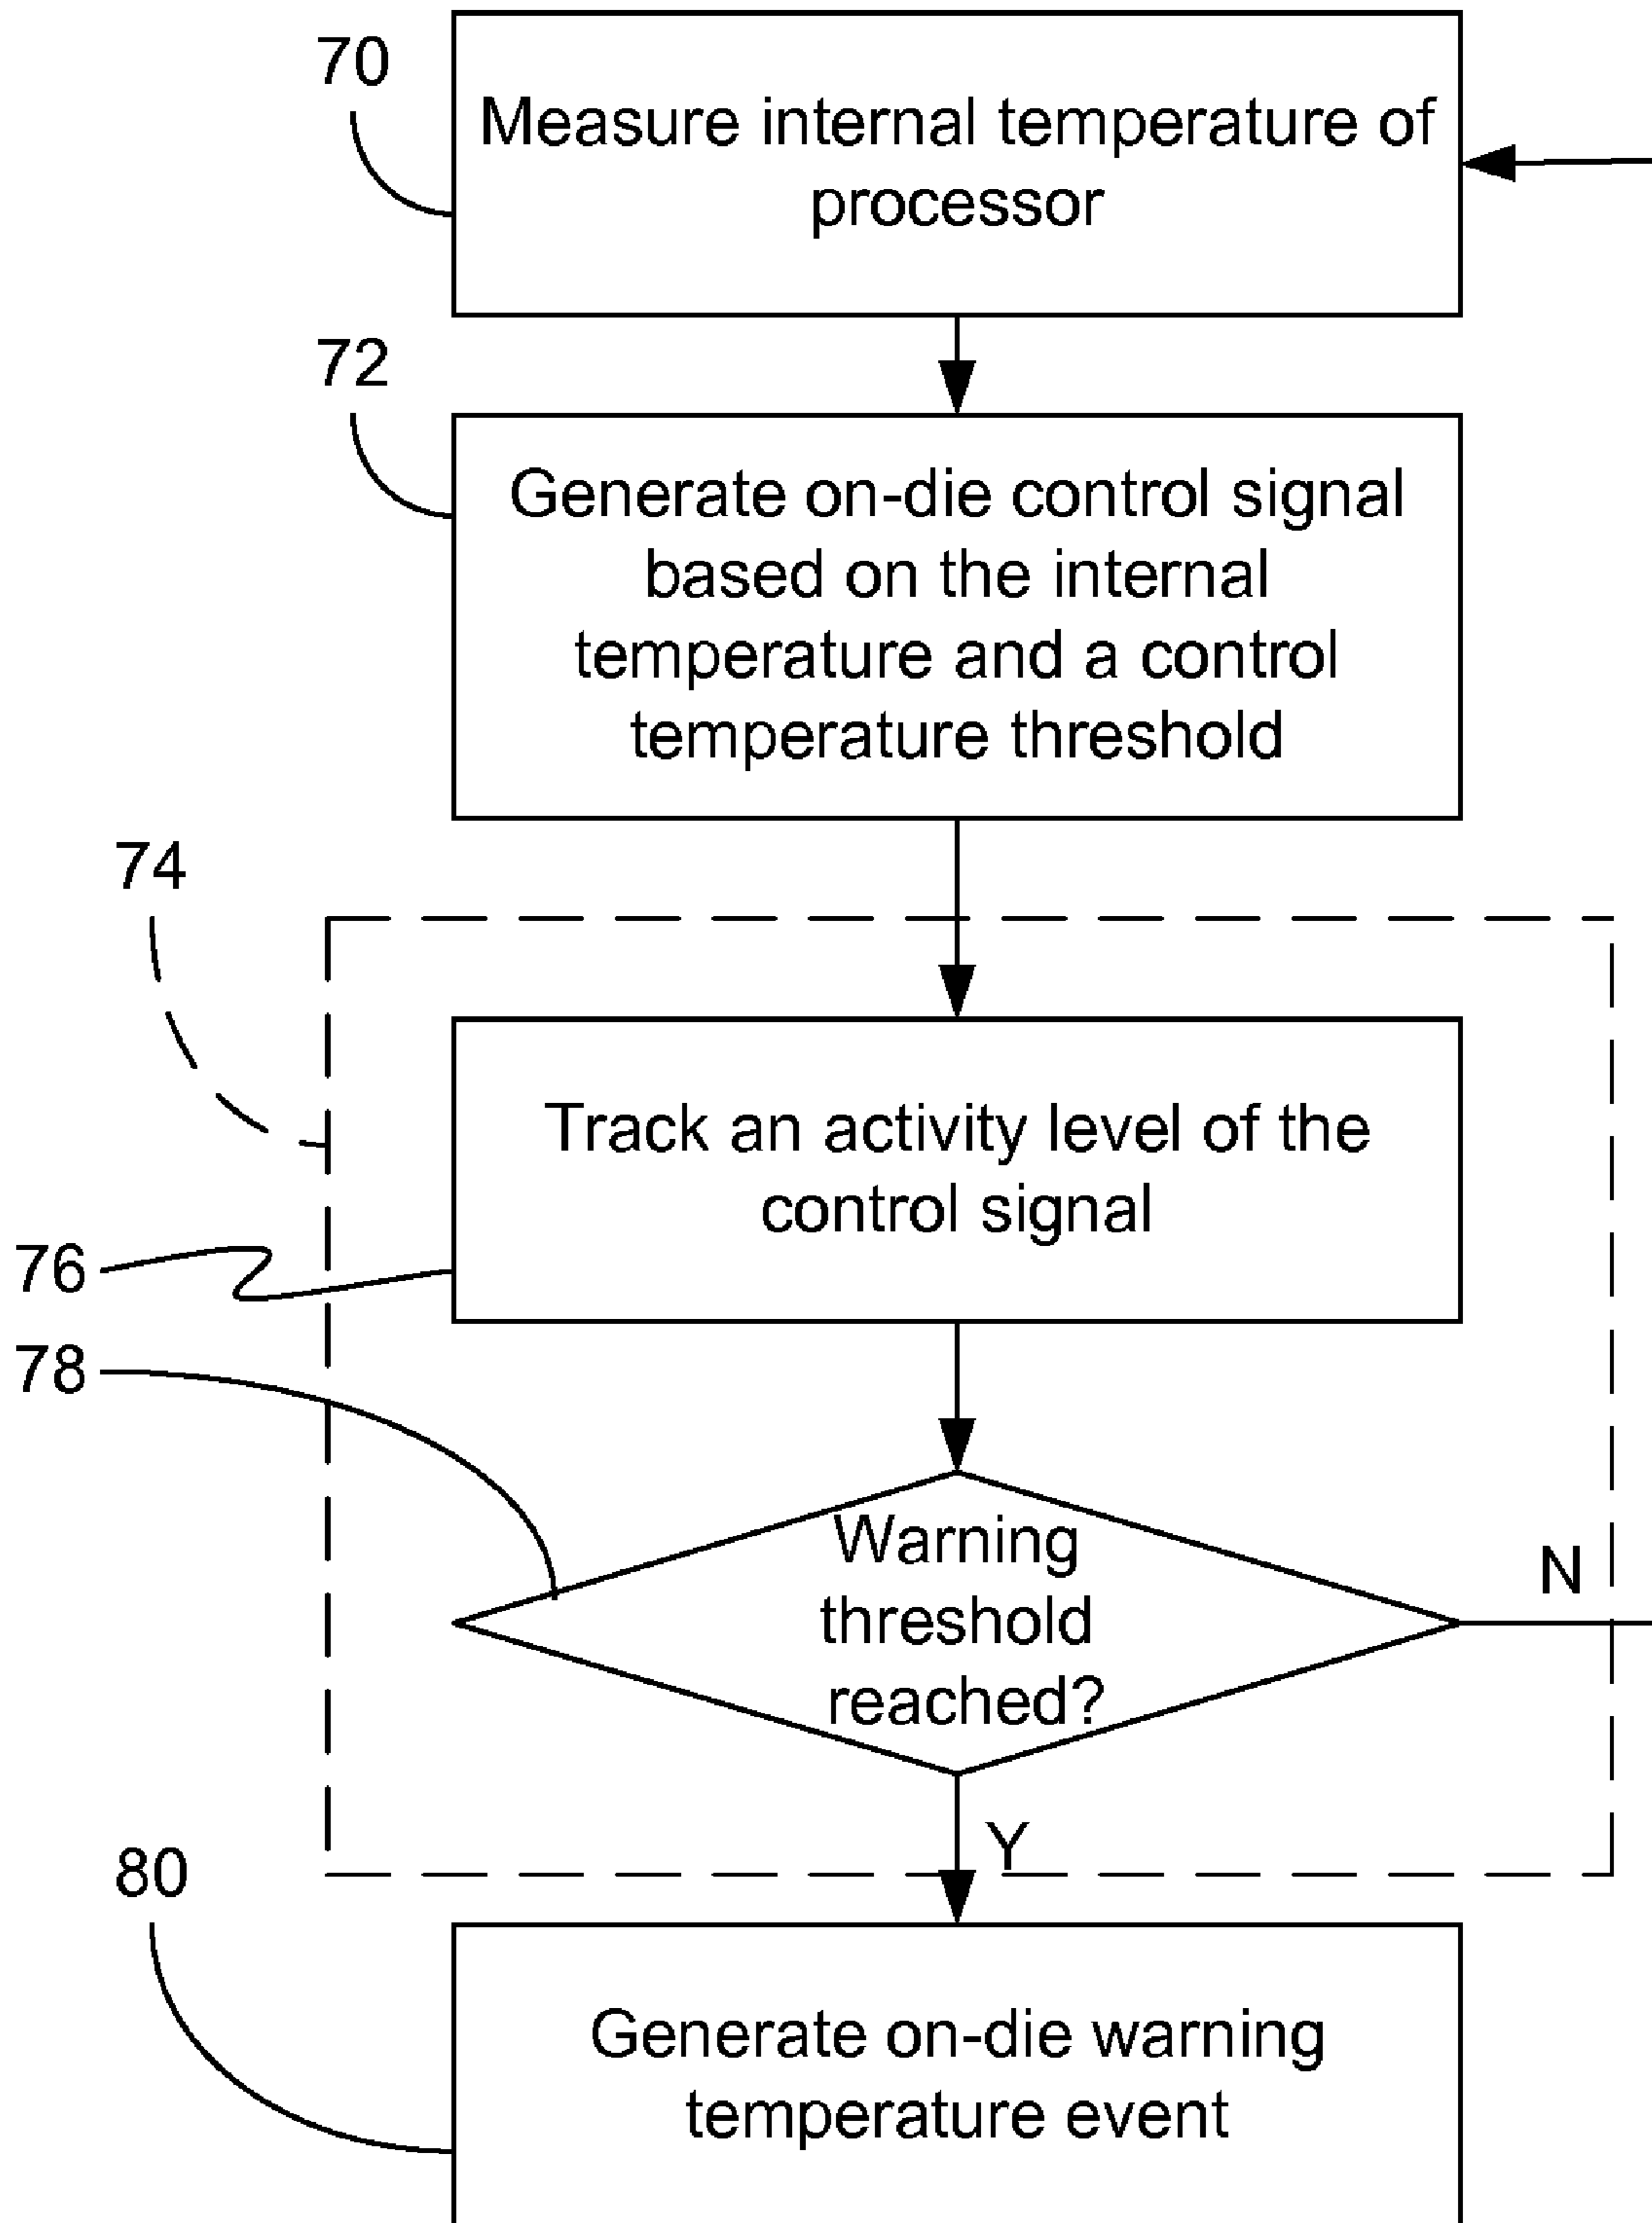 70
Measure internal temperature of
processor
72
Generate on-die control signal
based on the internal
temperature and a control
temperature threshold
74
Track an activity level of the
control signal
76
78
Warning
threshold
reached?
N
Y
80
Generate on-die warning
temperature event